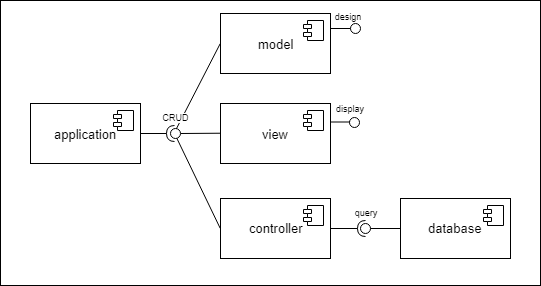 design
model
CRUD
display
application
view
query
controller
database